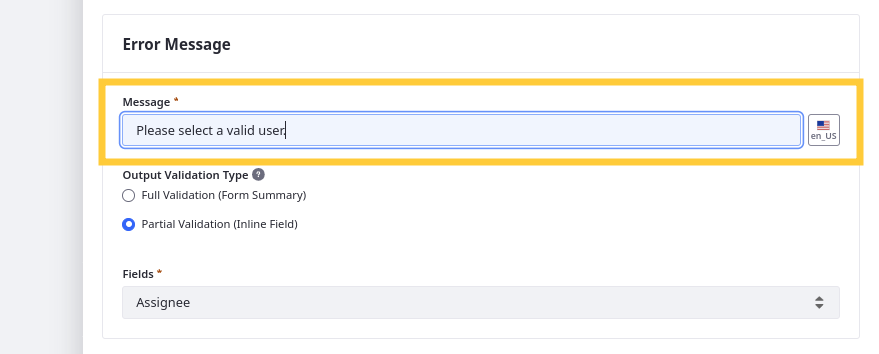 Error Message
Message *
Please select a valid user.
en_US
Output Validation Type ?
Full Validation (Form Summary)
Partial Validation (Inline Field)
Fields *
Assignee